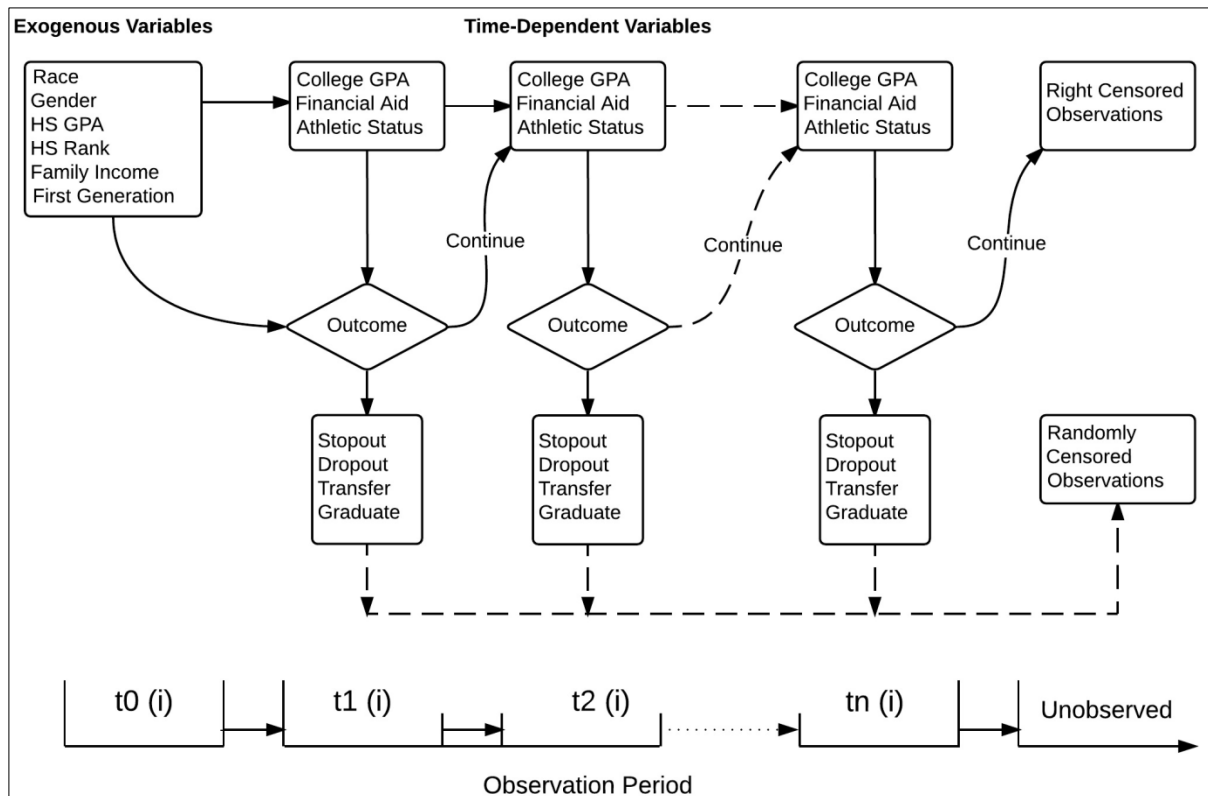 Exogenous Variables
Time-Dependent Variables
Race
Gender
HS GPA
HS Rank
Family Income
First Generation
College GPA
Financial Aid
Athletic Status
College GPA
Financial Aid
Athletic Status
College GPA
Financial Aid
Athletic Status
Right Censored
Observations
Continue
Continue
Continue
Outcome
Outcome
Outcome
Stopout
Dropout
Transfer
Graduate
Stopout
Dropout
Transfer
Graduate
Stopout
Dropout
Transfer
Graduate
Randomly
Censored
Observations
t0 (i)
t1 (i)
t2 (i)
tn (i)
Unobserved
Observation Period